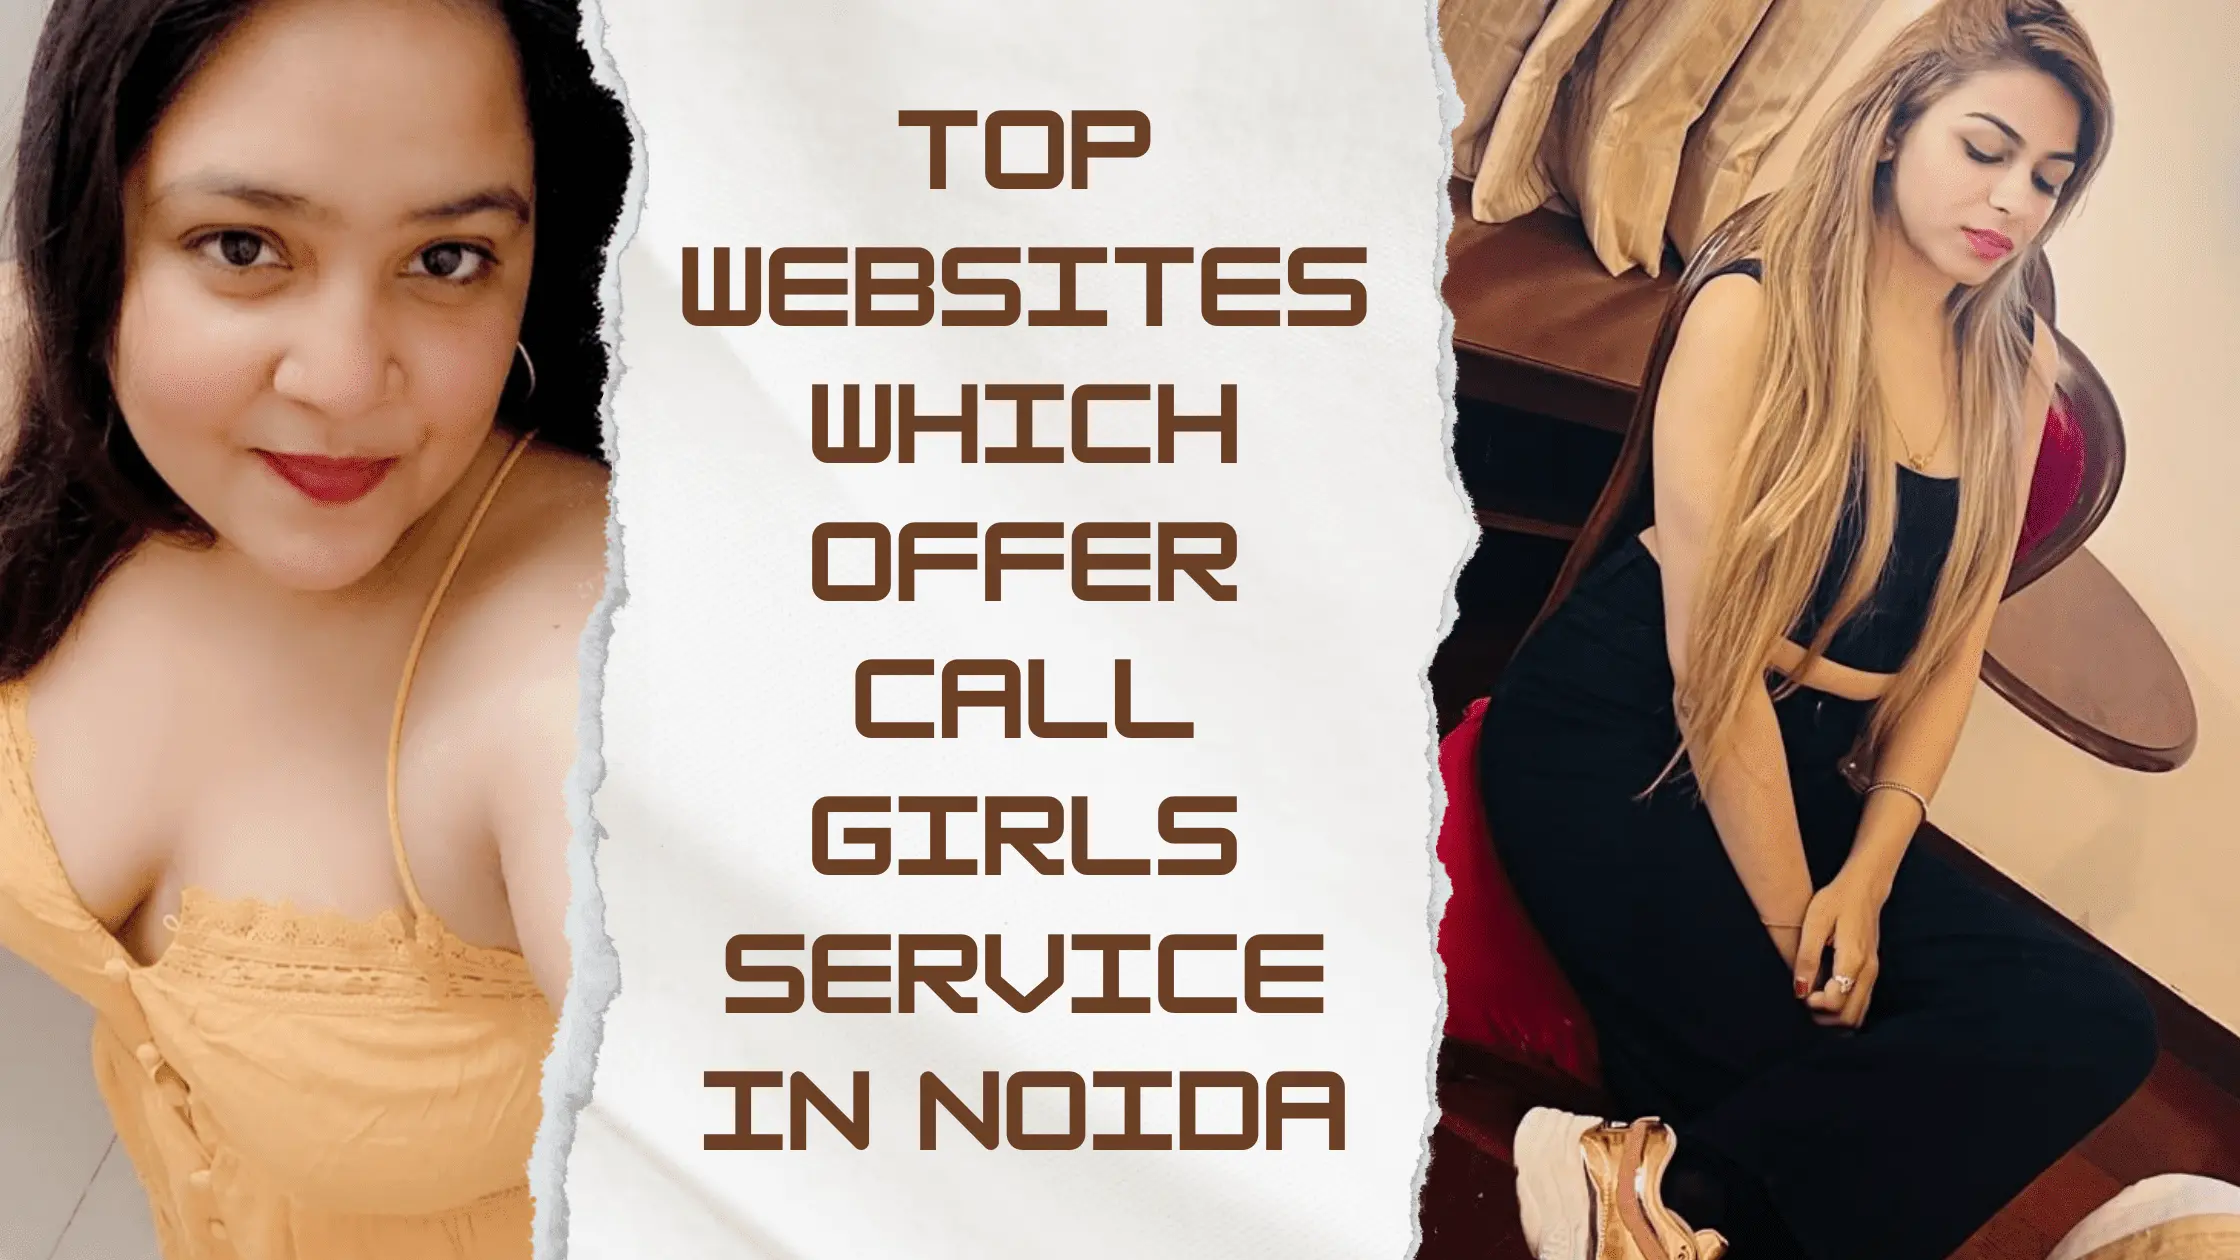 TOP
WEBSITES
WHICH
OFFER
CALL
GIRLS
SERVICE
IN NOIDA